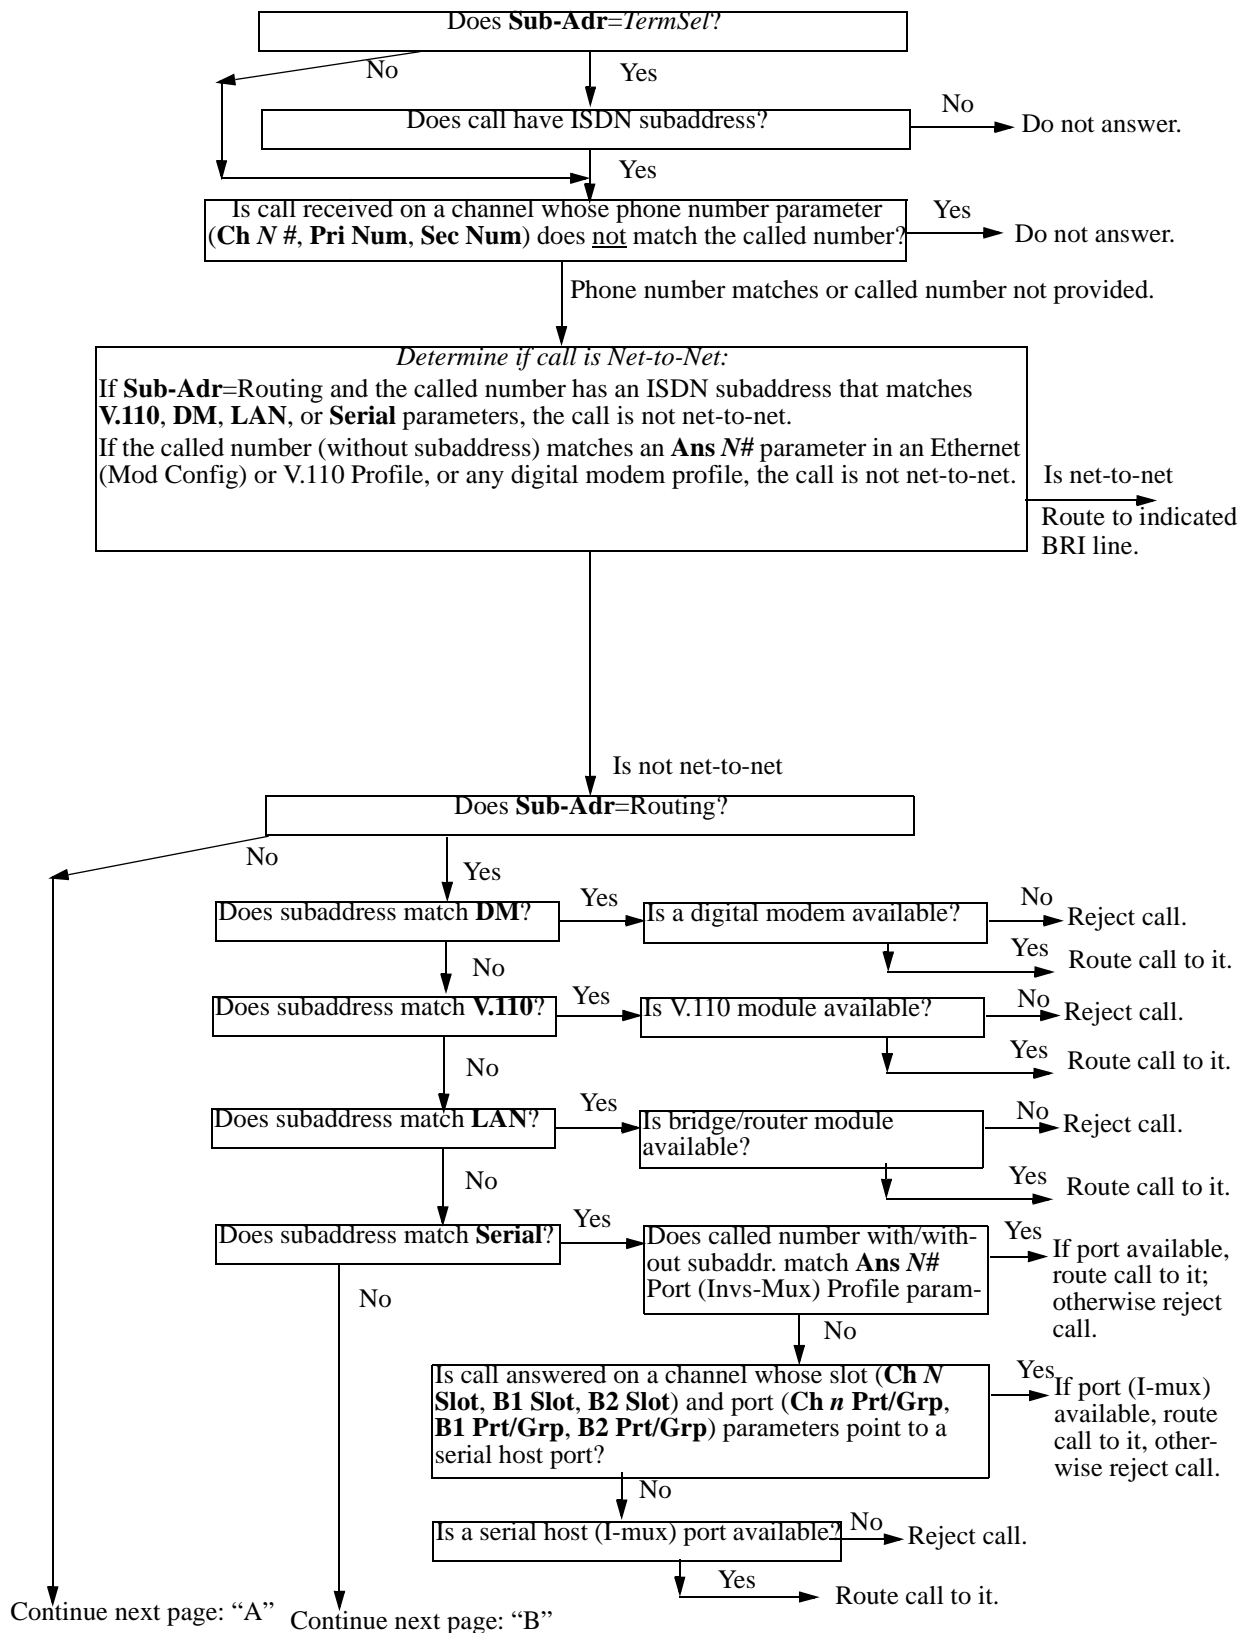 Does Sub-Adr=TermSel?
No
Yes
Does call have ISDN subaddress?
No
Do not answer.
Yes
Is call received on a channel whose phone number parameter
(Ch N #, Pri Num, Sec Num) does not match the called number?
Yes
Do not answer.
Phone number matches or called number not provided.
Determine if call is Net-to-Net:
If Sub-Adr=Routing and the called number has an ISDN subaddress that matches
V.110, DM, LAN, or Serial parameters, the call is not net-to-net.
If the called number (without subaddress) matches an Ans N# parameter in an Ethernet
(Mod Config) or V.110 Profile, or any digital modem profile, the call is not net-to-net.
Is net-to-net
Route to indicated
BRI line.
Is not net-to-net
Does Sub-Adr=Routing?
No
Yes
Does subaddress match DM?
Yes
Is a digital modem available?
No
Reject call.
Yes
Route call to it.
No
Does subaddress match V.110?
Yes
Is V.110 module available?
No
Reject call.
Yes
Route call to it.
No
Does subaddress match LAN?
Yes
Is bridge/router module
available?
No
Reject call.
Yes
Route call to it.
No
Does subaddress match Serial?
Yes
Does called number with/with-
out subaddr. match Ans N#
Port (Invs-Mux) Profile param-
Yes
If port available,
route call to it;
otherwise reject
call.
No
No
Is call answered on a channel whose slot (Ch N
Slot, B1 Slot, B2 Slot) and port (Ch n Prt/Grp,
B1 Prt/Grp, B2 Prt/Grp) parameters point to a
serial host port?
Yes
If port (I-mux)
available, route
call to it, other-
wise reject call.
No
Is a serial host (I-mux) port available?
No
Reject call.
Yes
Route call to it.
Continue next page: “A”
Continue next page: “B”